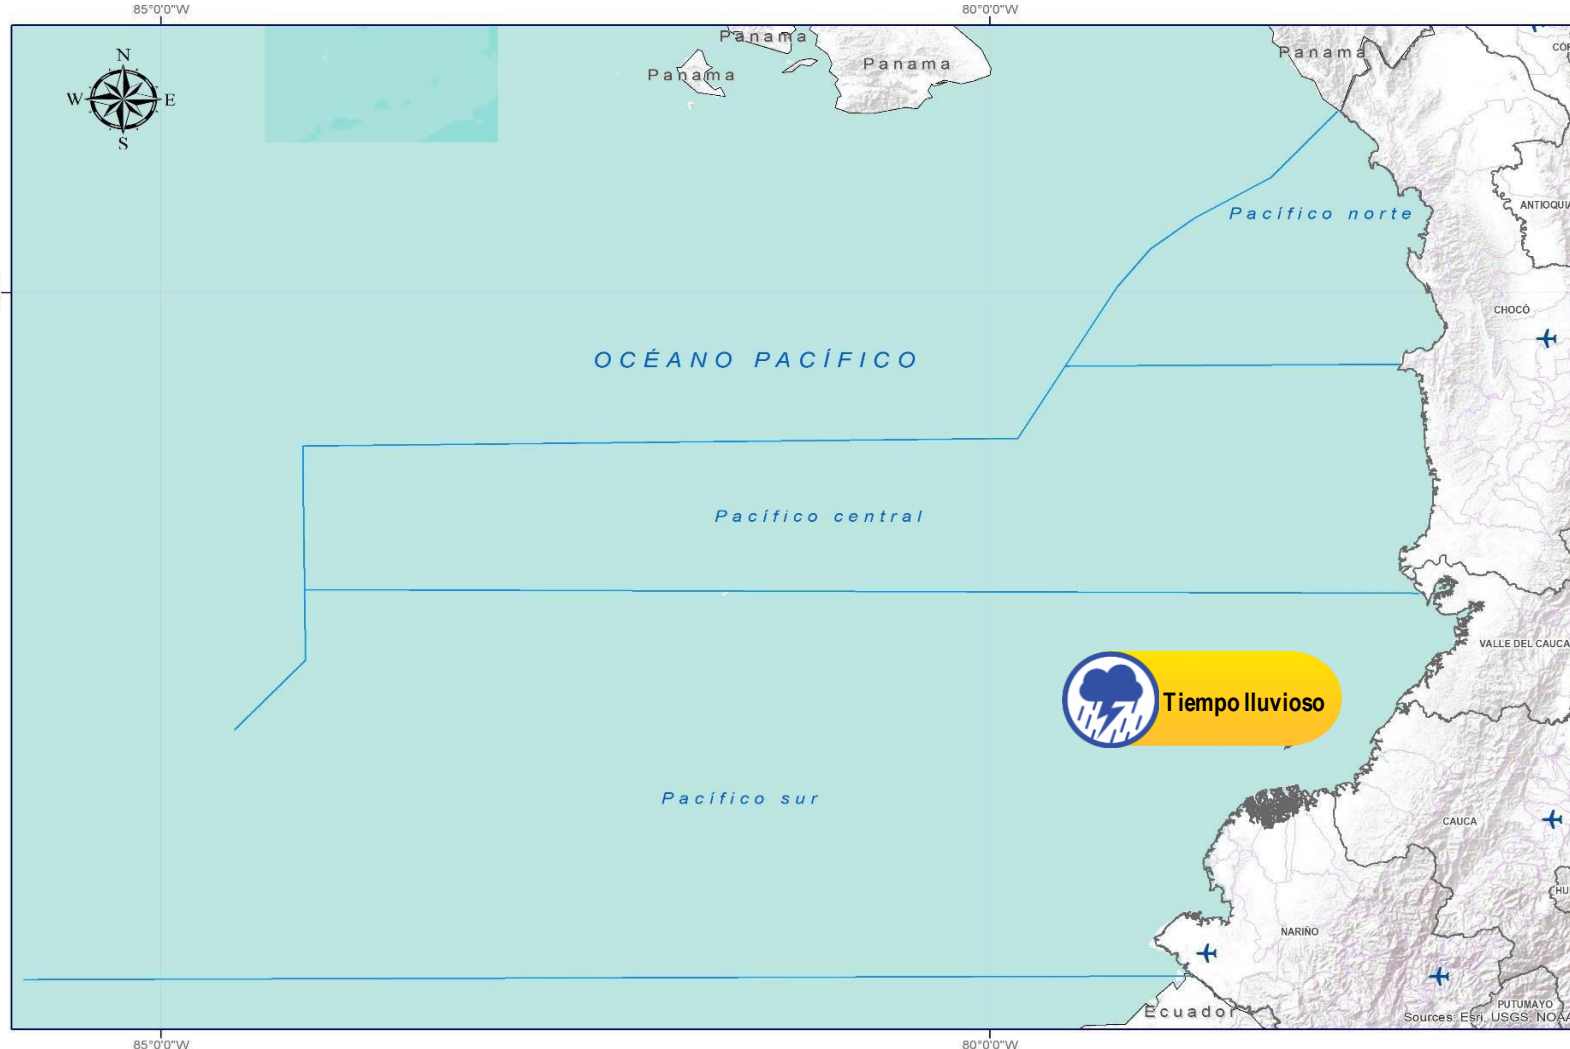 85°0'0"W
80°0'0"W
N
W
E
S
Panama
Panama
Panama
Panama
ANTIOQUIA
Pacífico norte
CHOCÓ
OCÉANO PACÍFICO
Pacífico central
VALLE DEL CAUCA
Tiempo lluvioso
Pacífico sur
CAUCA
NARIÑO
PUTUMAYO
Ecuador
Sources: Esri, USGS, NOAA
85°0'0"W
80°0'0"W